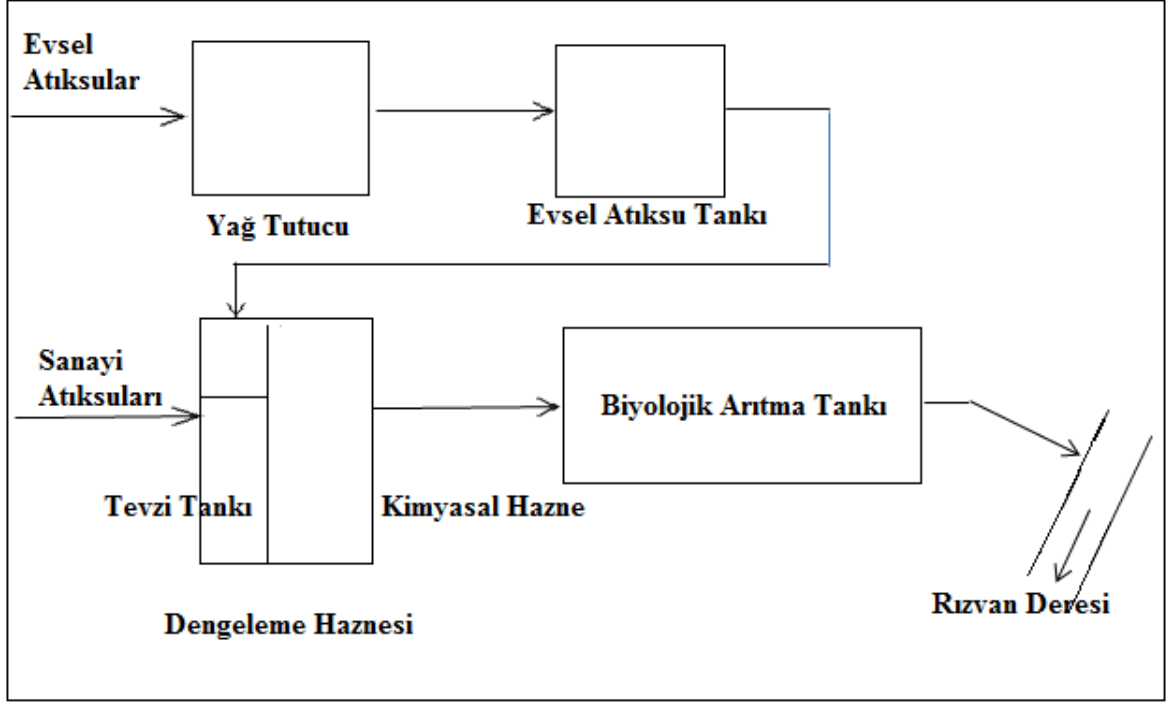 Evsel
Atıksular
Yağ Tutucu
Evsel Atıksu Tankı
Sanayi
Atıksuları
Biyolojik Arıtma Tankı
Tevzi Tankı
Kimyasal Hazne
Rızvan Deresi
Dengeleme Haznesi